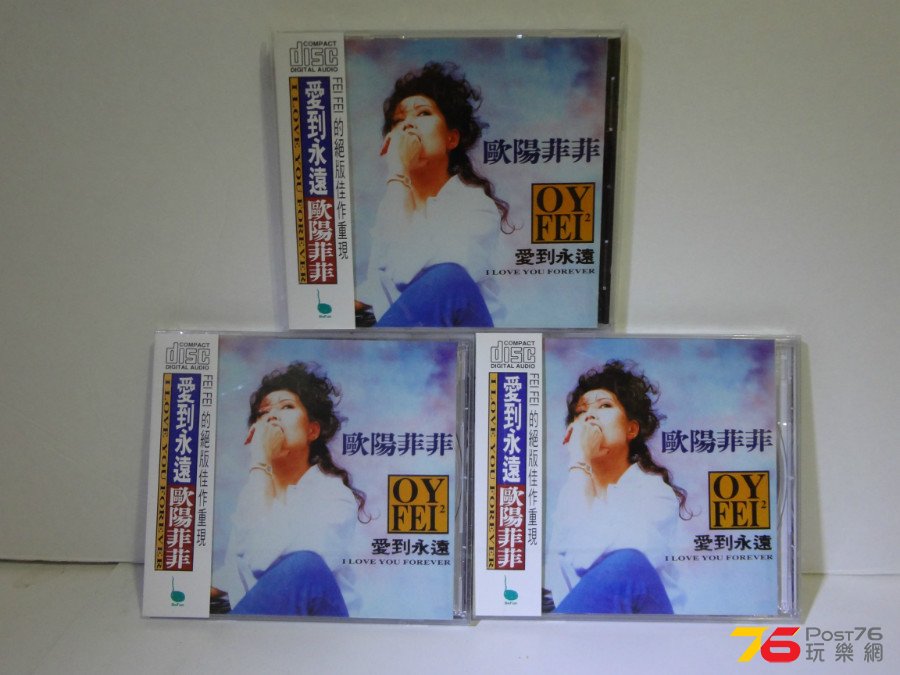 COMPACT
disc
DIGITAL AUDIO
FEI FEI 的絕版佳作重現
愛到永遠 歐陽菲菲
I LOVE YOU FOREVER
BeFun
歐陽菲菲
OY
FEI²
愛到永遠
I LOVE YOU FOREVER
COMPACT
disc
DIGITAL AUDIO
FEI FEI 的絕版佳作重現
愛到永遠 歐陽菲菲
I LOVE YOU FOREVER
BeFun
歐陽菲菲
OY
FEI²
愛到永遠
I LOVE YOU FOREVER
COMPACT
disc
DIGITAL AUDIO
FEI FEI 的絕版佳作重現
愛到永遠 歐陽菲菲
I LOVE YOU FOREVER
BeFun
歐陽菲菲
OY
FEI²
愛到永遠
I LOVE YOU FOREVER
76 Post76
玩樂網